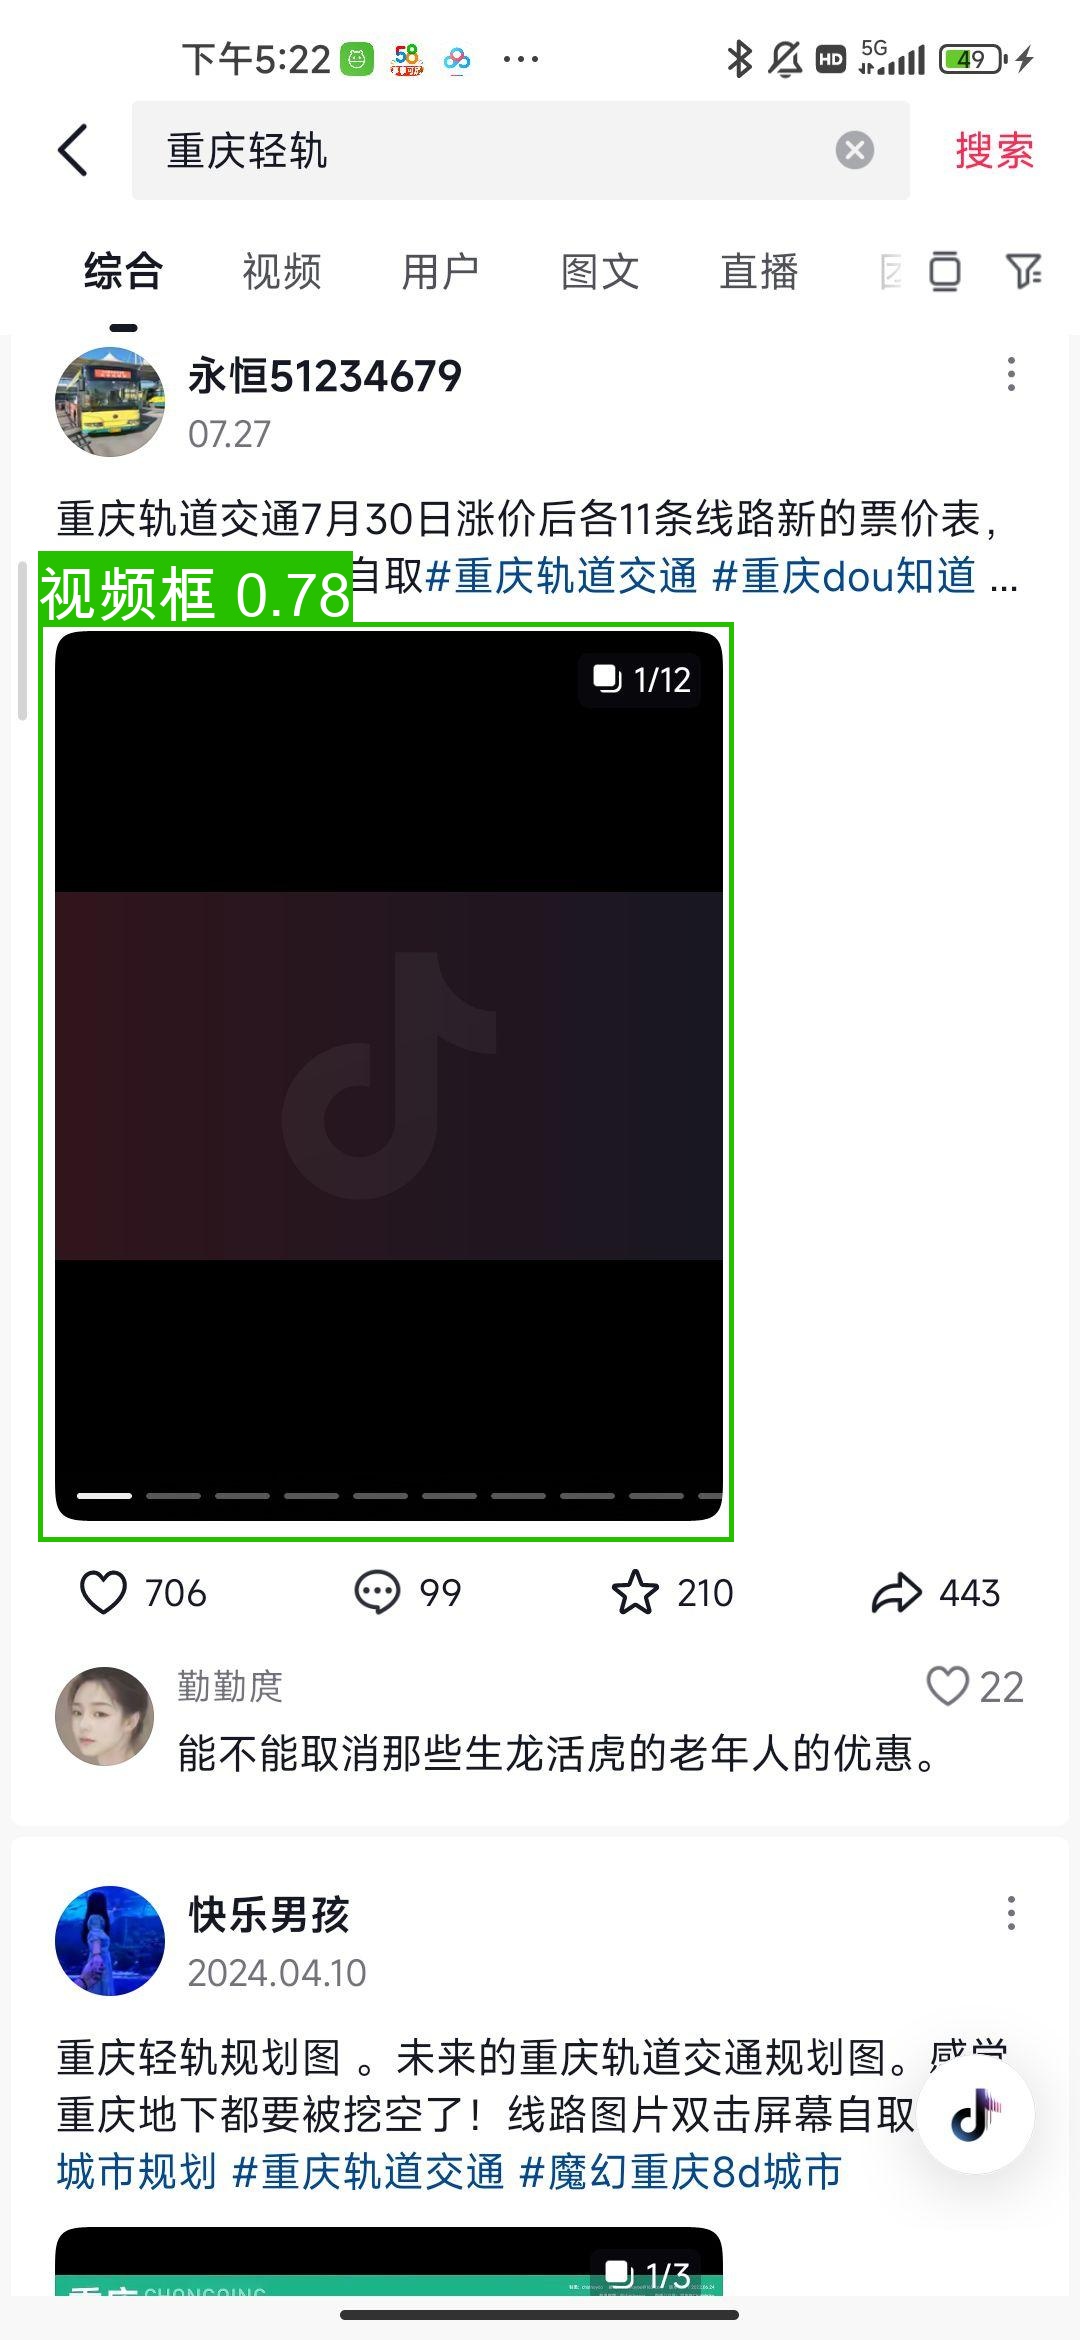 下午5:22
58
HD
5G
49
重庆轻轨
搜索
综合
视频
用户
图文
直播
永恒51234679
07.27
重庆轨道交通7月30日涨价后各11条线路新的票价表，
自取#重庆轨道交通 #重庆dou知道 ...
视频框 0.78
1/12
706
99
210
443
勤勤庹
22
能不能取消那些生龙活虎的老年人的优惠。
快乐男孩
2024.04.10
重庆轻轨规划图 。未来的重庆轨道交通规划图。感觉
重庆地下都要被挖空了！线路图片双击屏幕自取
城市规划 #重庆轨道交通 #魔幻重庆8d城市
1/3
重庆 CHONGQING